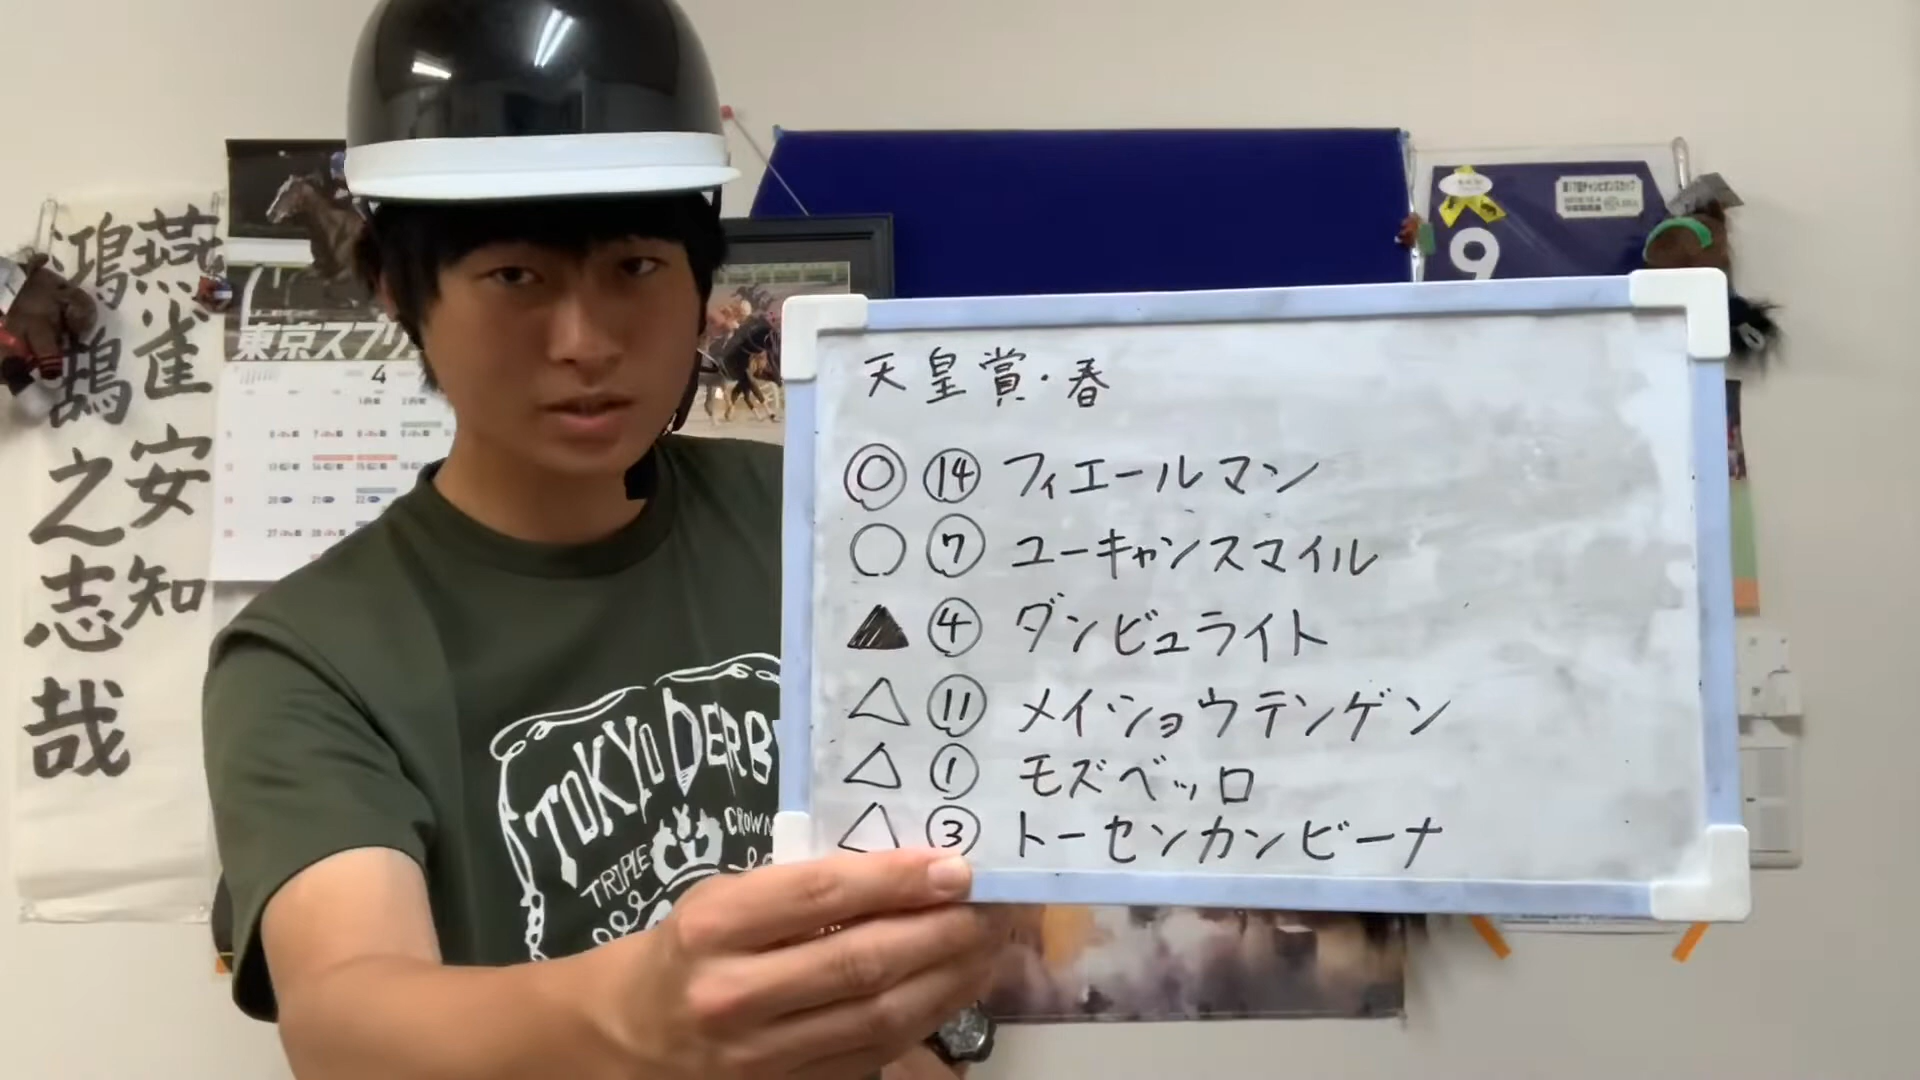 燕雀安知
鴻鵠之志哉
東京スプリ
4
9
天皇賞・春
◎ ⑭ フィエールマン
○ ⑦ ユーキャンスマイル
▲ ④ ダンビュライト
△ ⑪ メイショウテンゲン
△ ① モズベッロ
△ ③ トーセンカンビーナ
TOKYO DERB
TRIPLE CROWN